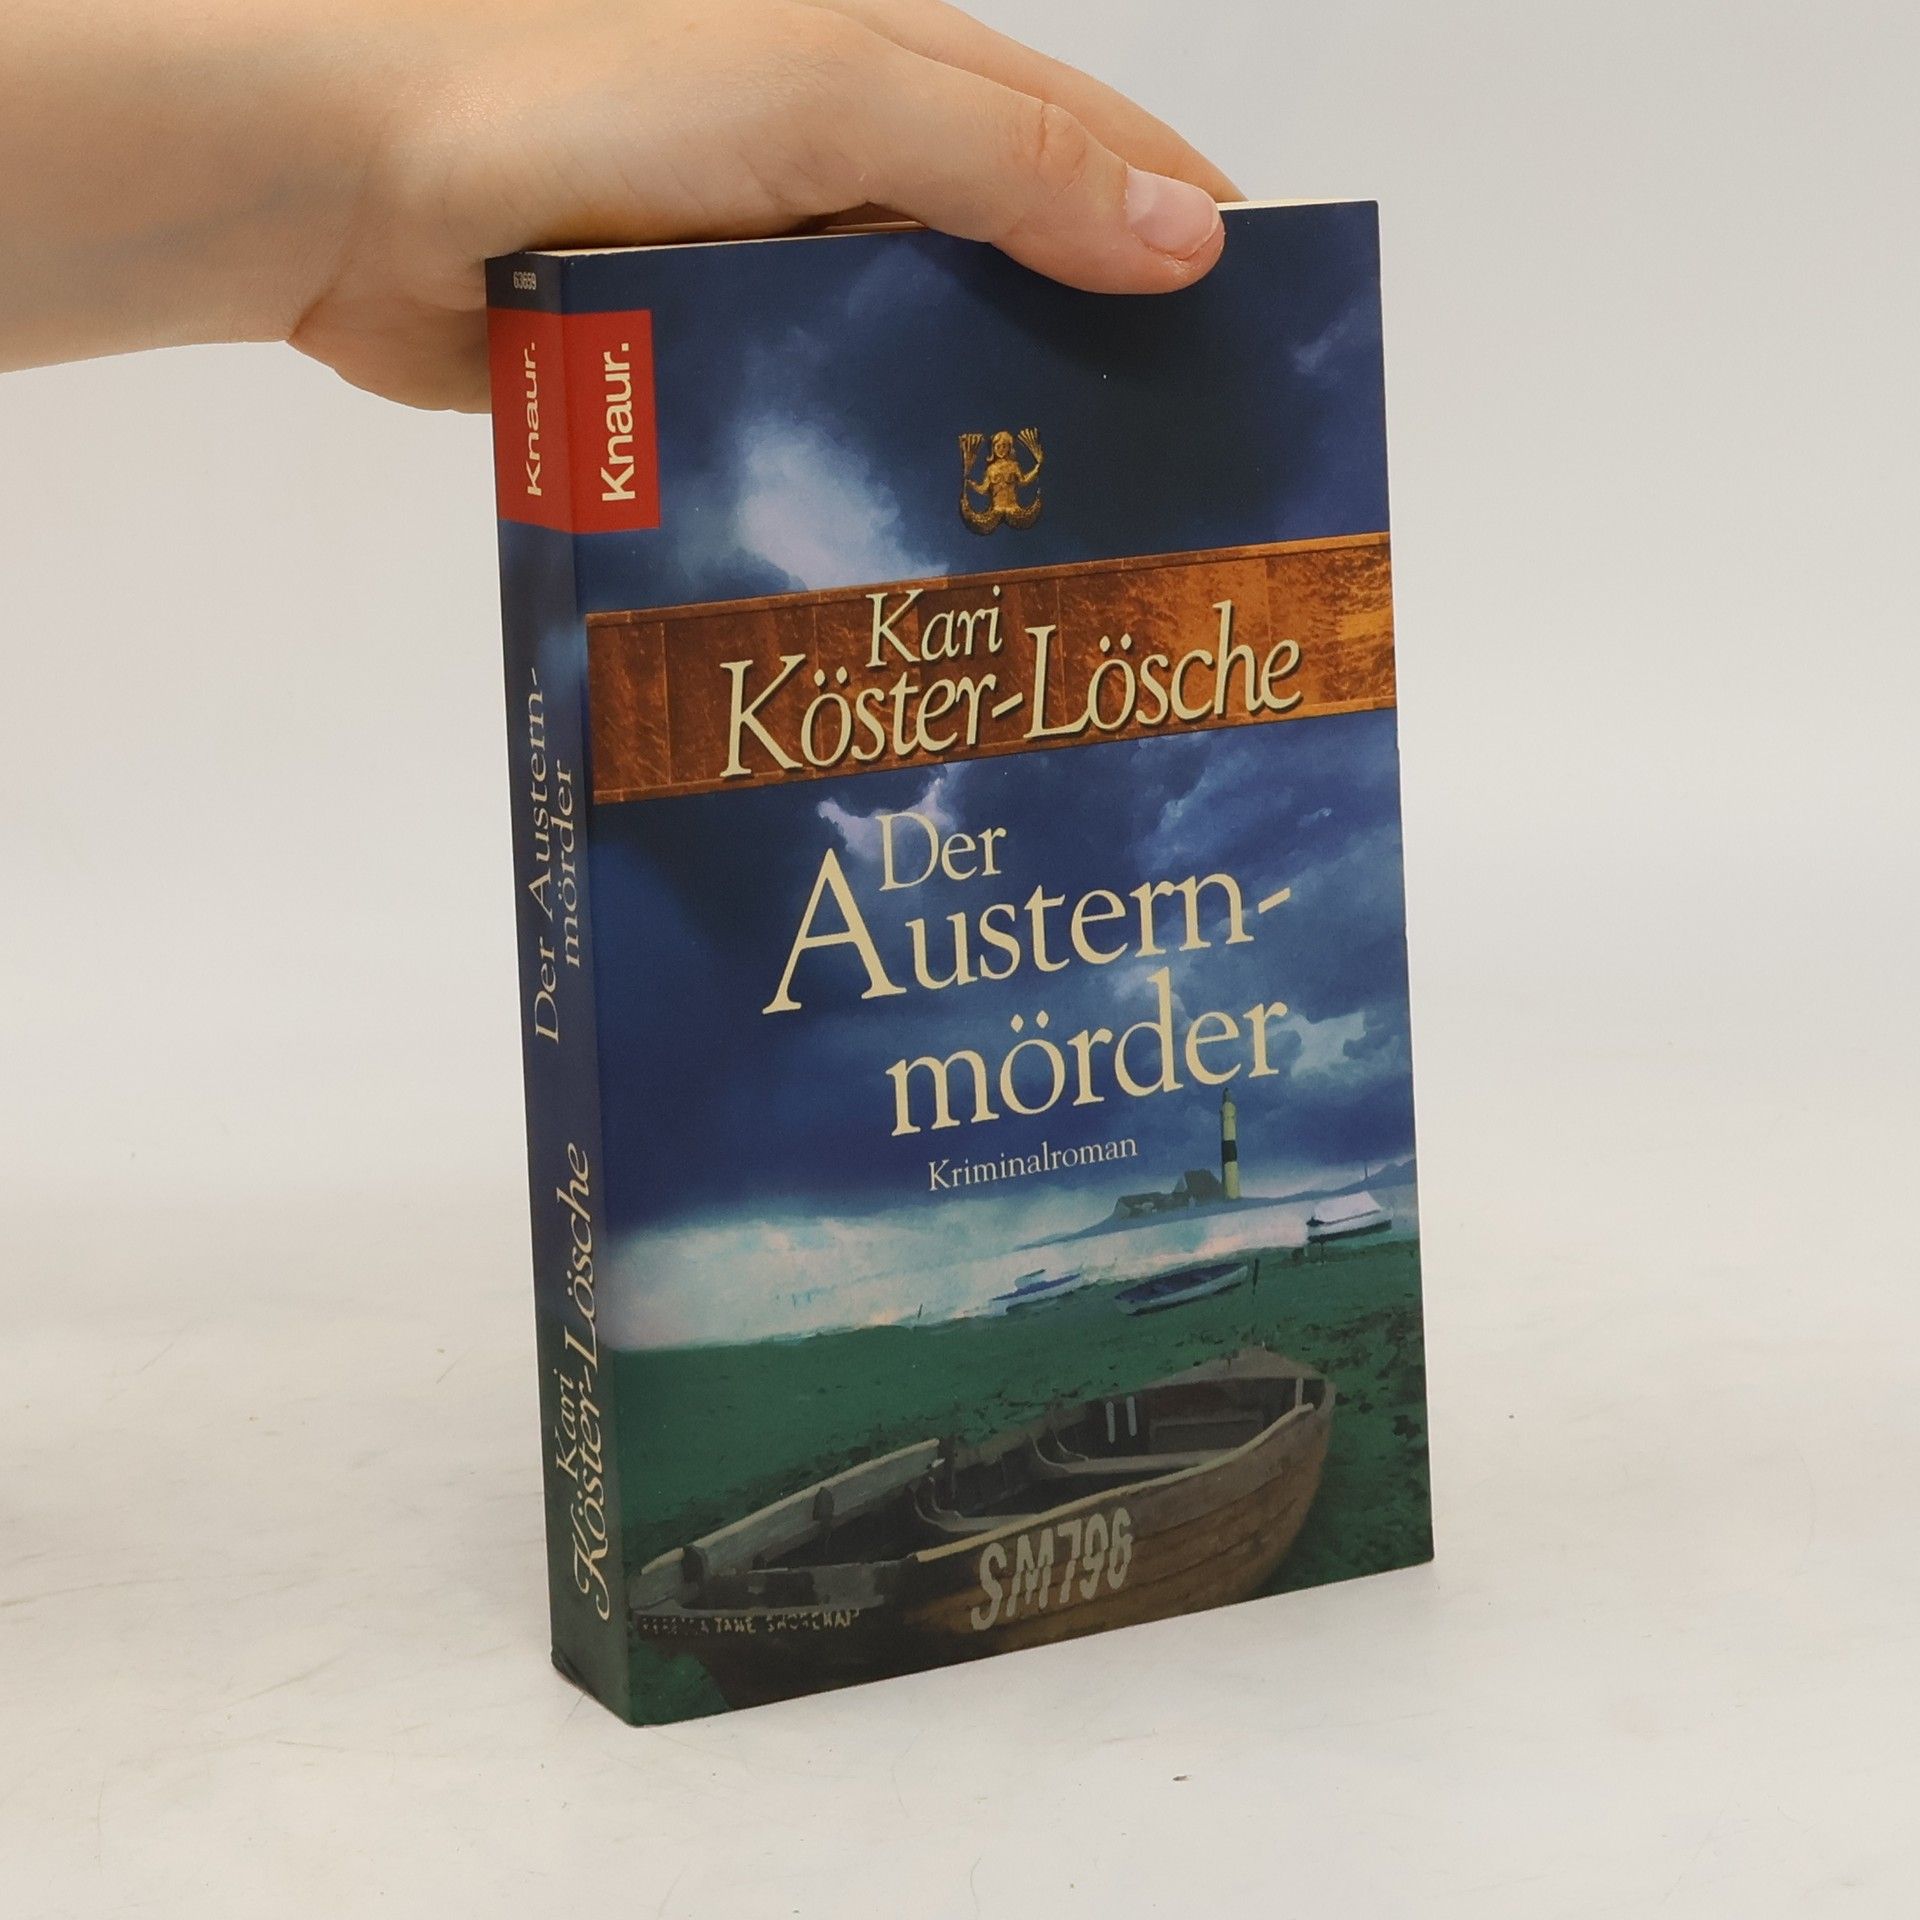 63659
Knaur.
Knaur.
Kari
Köster-Lösche
Der
Austern-
mörder
Kriminalroman
SM796
Der Austern-
mörder
Kari
Köster-Lösche